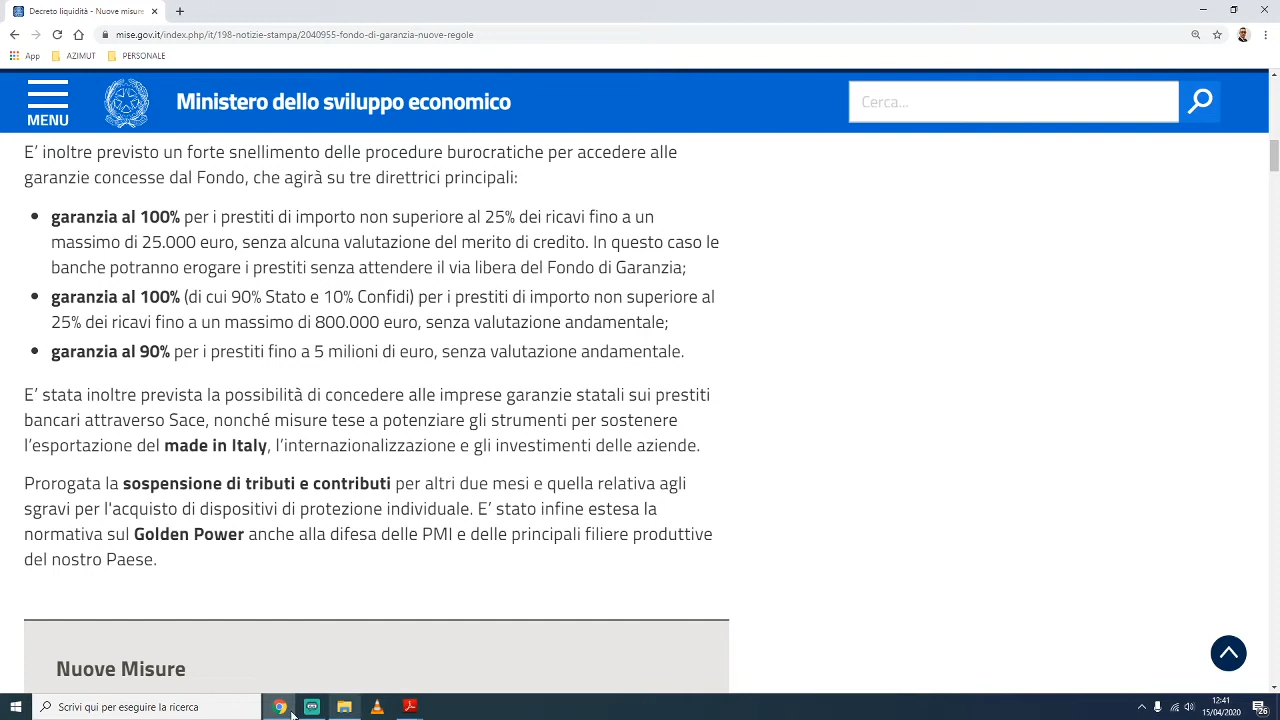 Decreto liquidità - Nuove misure
mise.gov.it/index.php/it/198-notizie-stampa/2040955-fondo-di-garanzia-nuove-regole
App AZIMUT PERSONALE
MENU
Ministero dello sviluppo economico
Cerca...
E’ inoltre previsto un forte snellimento delle procedure burocratiche per accedere alle
garanzie concesse dal Fondo, che agirà su tre direttrici principali:
• garanzia al 100% per i prestiti di importo non superiore al 25% dei ricavi fino a un
massimo di 25.000 euro, senza alcuna valutazione del merito di credito. In questo caso le
banche potranno erogare i prestiti senza attendere il via libera del Fondo di Garanzia;
• garanzia al 100% (di cui 90% Stato e 10% Confidi) per i prestiti di importo non superiore al
25% dei ricavi fino a un massimo di 800.000 euro, senza valutazione andamentale;
• garanzia al 90% per i prestiti fino a 5 milioni di euro, senza valutazione andamentale.
E’ stata inoltre prevista la possibilità di concedere alle imprese garanzie statali sui prestiti
bancari attraverso Sace, nonché misure tese a potenziare gli strumenti per sostenere
l’esportazione del made in Italy, l’internazionalizzazione e gli investimenti delle aziende.
Prorogata la sospensione di tributi e contributi per altri due mesi e quella relativa agli
sgravi per l'acquisto di dispositivi di protezione individuale. E’ stato infine estesa la
normativa sul Golden Power anche alla difesa delle PMI e delle principali filiere produttive
del nostro Paese.
Nuove Misure
Scrivi qui per eseguire la ricerca
12:41
15/04/2020
26